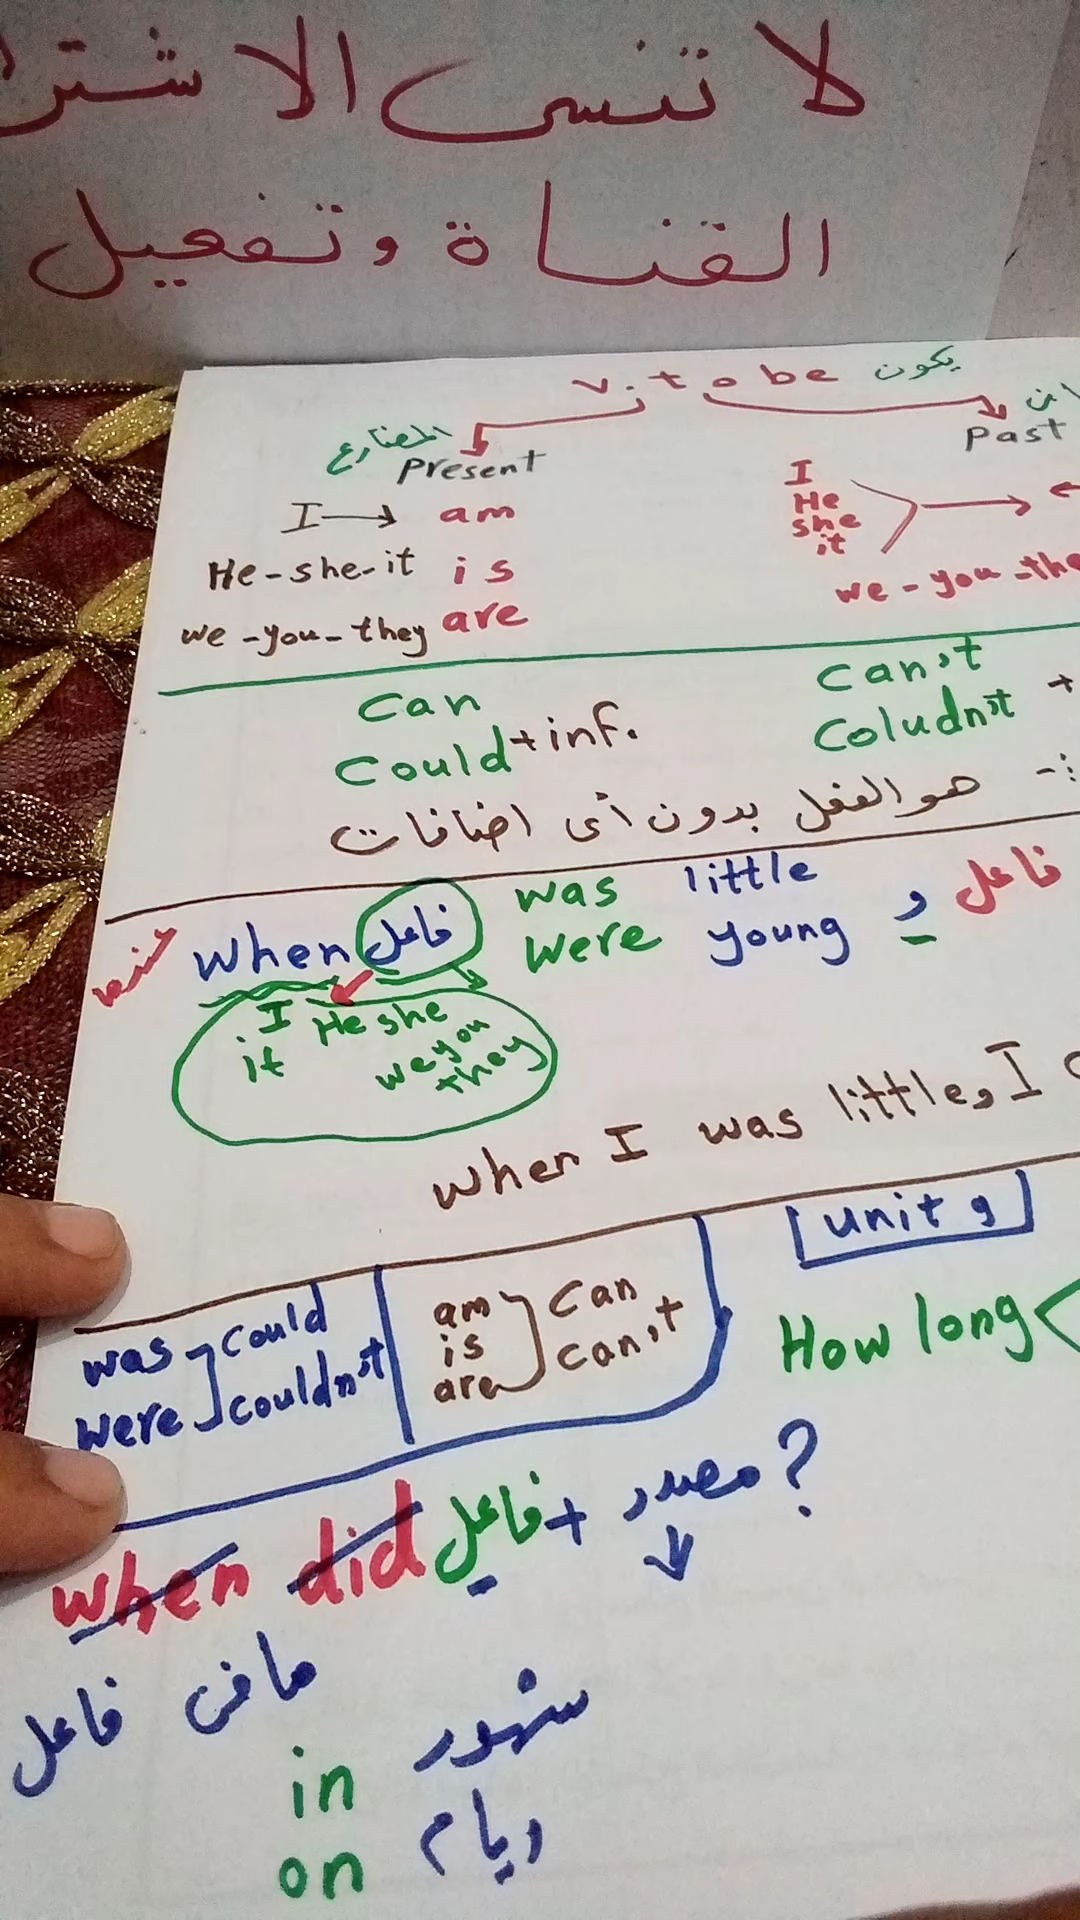 لا تنسى الاشتر
القناة وتفعيل
v. to be يكون
المضارع
present
past
I → am
He-she-it is
we-you-they are
I
He
she
it
we-you-the
can
could + inf.
can,t
coludn,t +
هو الفعل بدون أى اضافات :-
عندما when فاعل was were little young و فاعل
I He she
it we you
they
when I was little, I
unit 9
was were could couldn,t
am is are can can,t
How long
when did فاعل + مصدر ?
فاعل ماضى
in شهور
on ايام